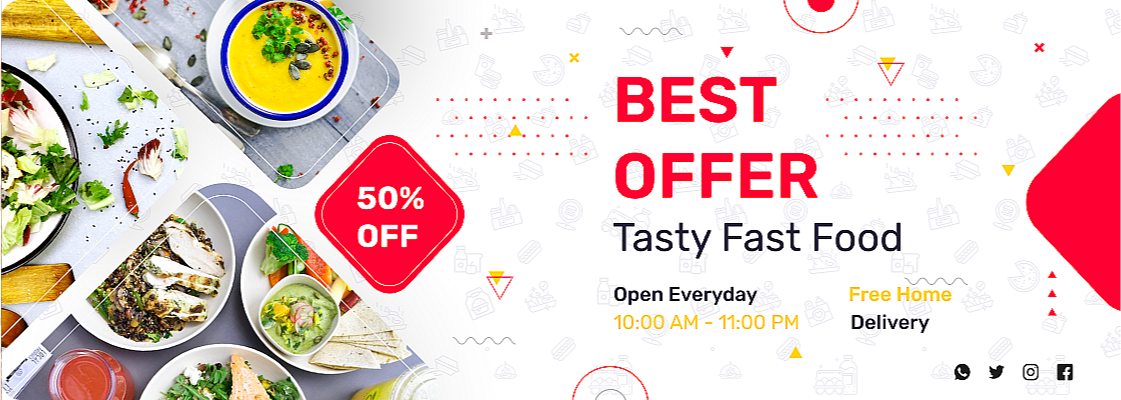 50%
OFF
BEST
OFFER
Tasty Fast Food
Open Everyday
10:00 AM - 11:00 PM
Free Home
Delivery